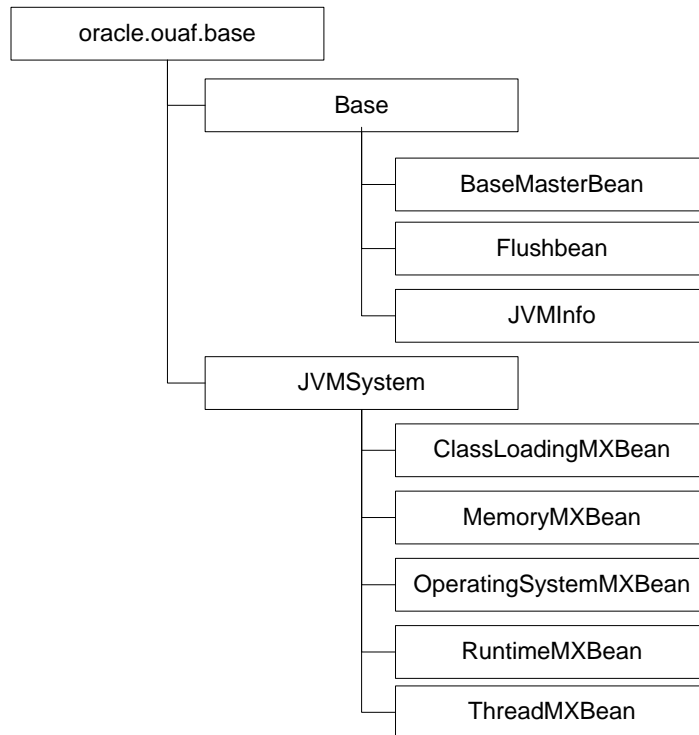 oracle.ouaf.base
Base
BaseMasterBean
Flushbean
JVMInfo
JVMSystem
ClassLoadingMXBean
MemoryMXBean
OperatingSystemMXBean
RuntimeMXBean
ThreadMXBean